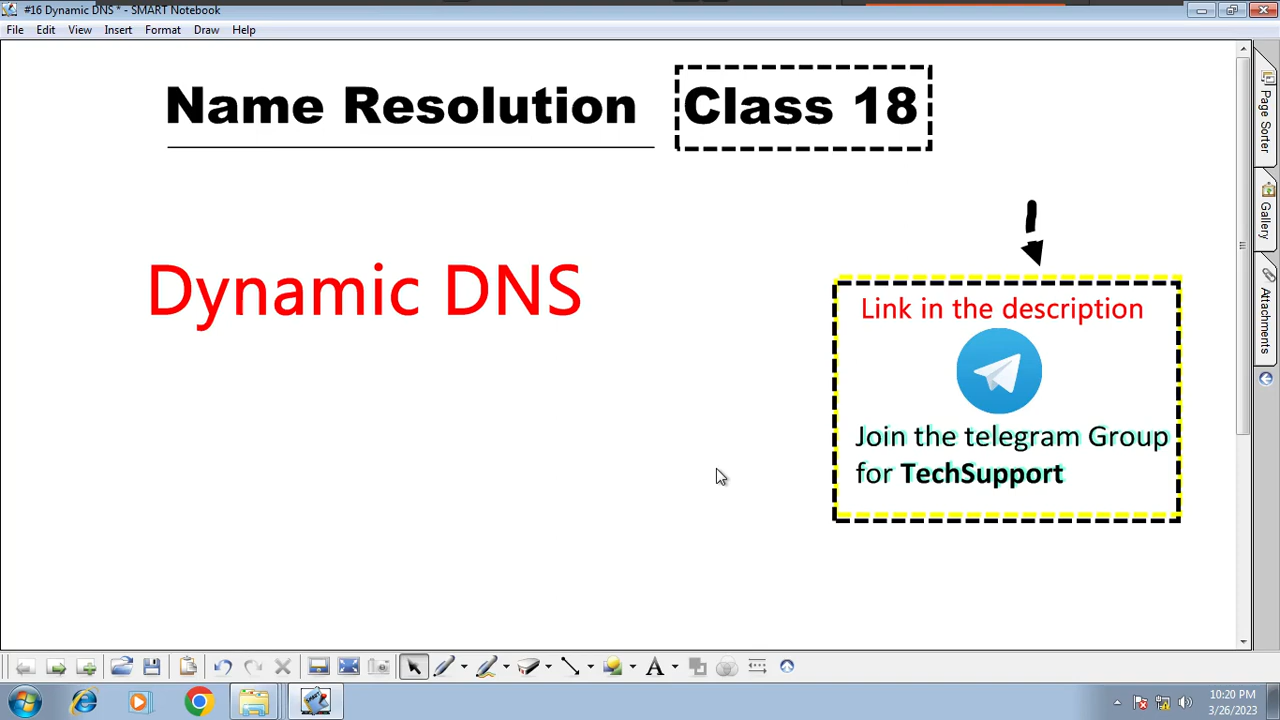 #16 Dynamic DNS * - SMART Notebook
File Edit View Insert Format Draw Help
Name Resolution Class 18
Dynamic DNS
Link in the description
Join the telegram Group
for TechSupport
Page Sorter
Gallery
Attachments
10:20 PM
3/26/2023